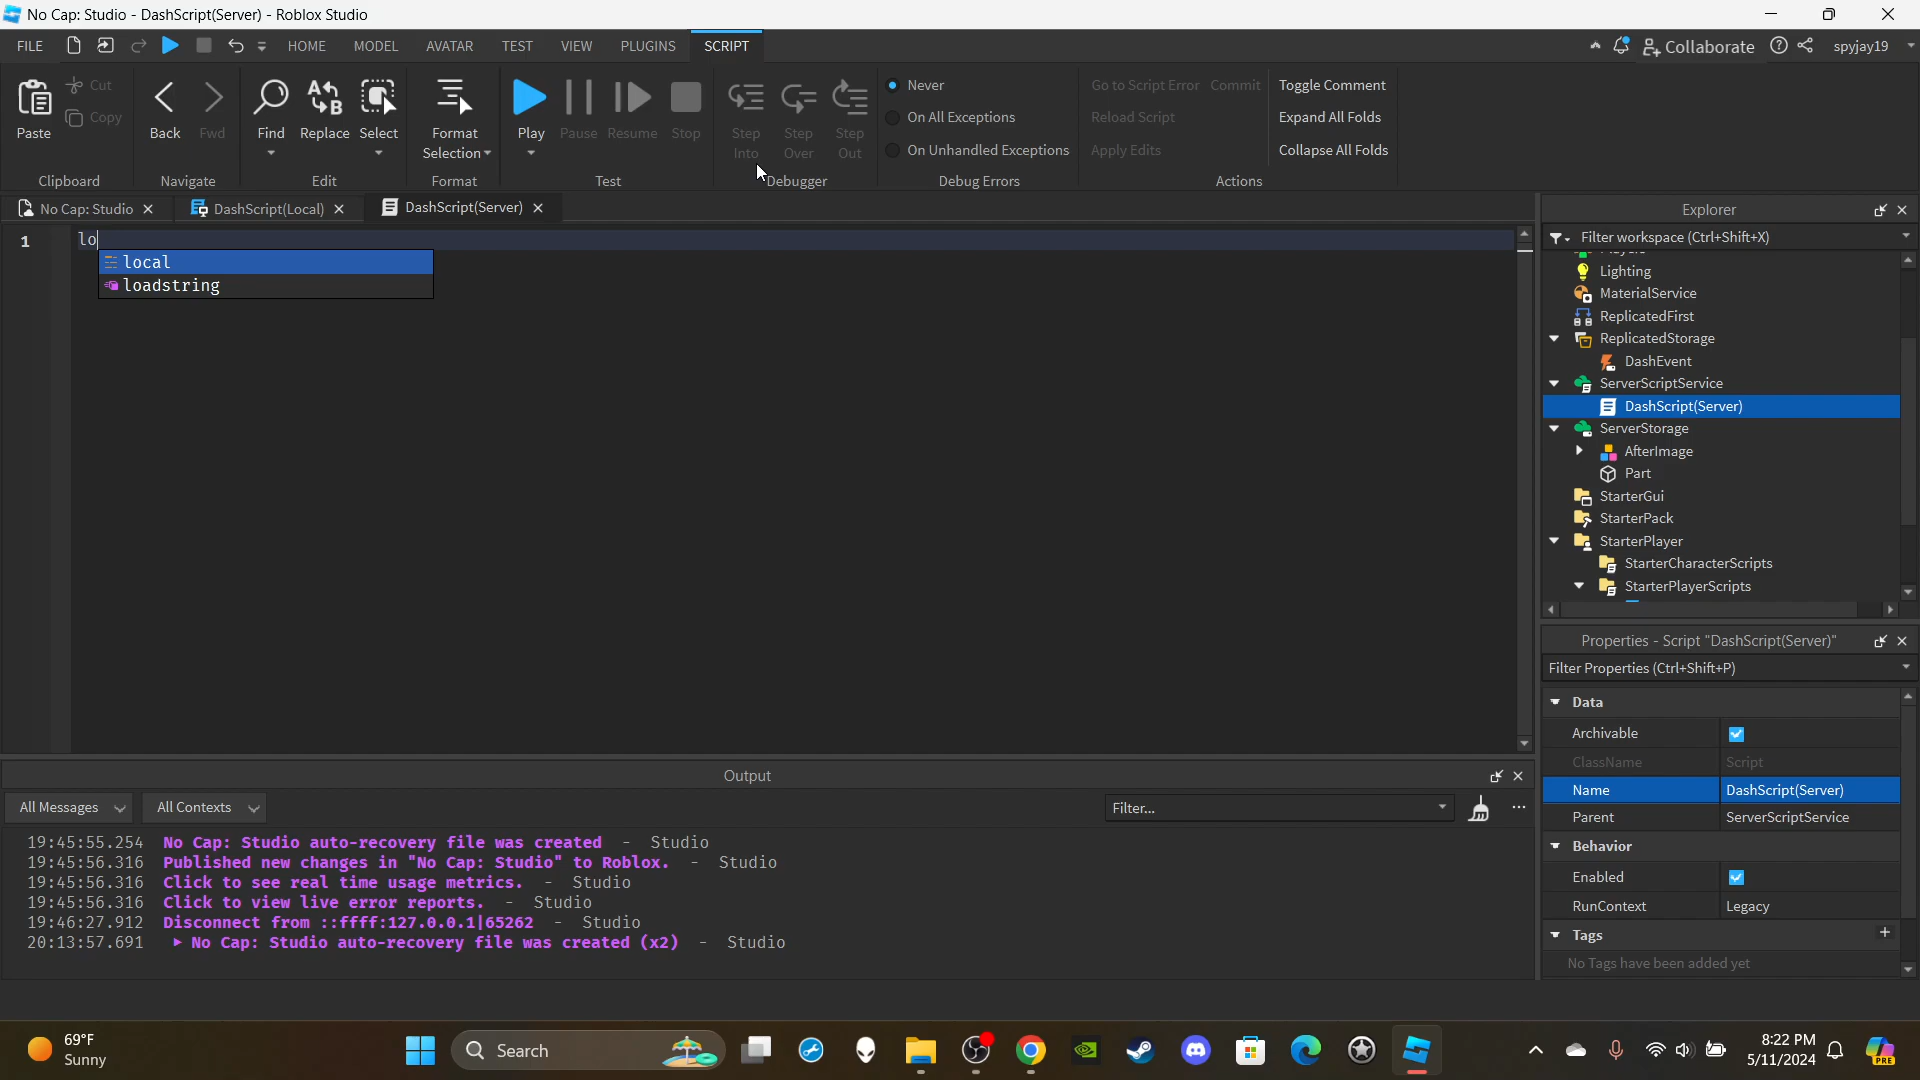 No Cap: Studio - DashScript(Server) - Roblox Studio
FILE
HOME
MODEL
AVATAR
TEST
VIEW
PLUGINS
SCRIPT
Collaborate
spyjay19
Paste
Cut
Copy
Clipboard
Back
Fwd
Navigate
Find
Replace
Select
Edit
Format
Selection
Format
Play
Pause
Resume
Stop
Test
Step
Into
Step
Over
Step
Out
Debugger
Never
On All Exceptions
On Unhandled Exceptions
Debug Errors
Go to Script Error
Commit
Reload Script
Apply Edits
Toggle Comment
Expand All Folds
Collapse All Folds
Actions
No Cap: Studio
DashScript(Local)
DashScript(Server)
1
lo
local
loadstring
Explorer
Filter workspace (Ctrl+Shift+X)
Lighting
MaterialService
ReplicatedFirst
ReplicatedStorage
DashEvent
ServerScriptService
DashScript(Server)
ServerStorage
AfterImage
Part
StarterGui
StarterPack
StarterPlayer
StarterCharacterScripts
StarterPlayerScripts
Properties - Script "DashScript(Server)"
Filter Properties (Ctrl+Shift+P)
Data
Archivable
ClassName Script
Name DashScript(Server)
Parent ServerScriptService
Behavior
Enabled
RunContext Legacy
Tags
No Tags have been added yet
Output
All Messages
All Contexts
Filter...
19:45:55.254 No Cap: Studio auto-recovery file was created - Studio
19:45:56.316 Published new changes in "No Cap: Studio" to Roblox. - Studio
19:45:56.316 Click to see real time usage metrics. - Studio
19:45:56.316 Click to view live error reports. - Studio
19:46:27.912 Disconnect from ::ffff:127.0.0.1|65262 - Studio
20:13:57.691 No Cap: Studio auto-recovery file was created (x2) - Studio
69°F
Sunny
Search
8:22 PM
5/11/2024
PRE